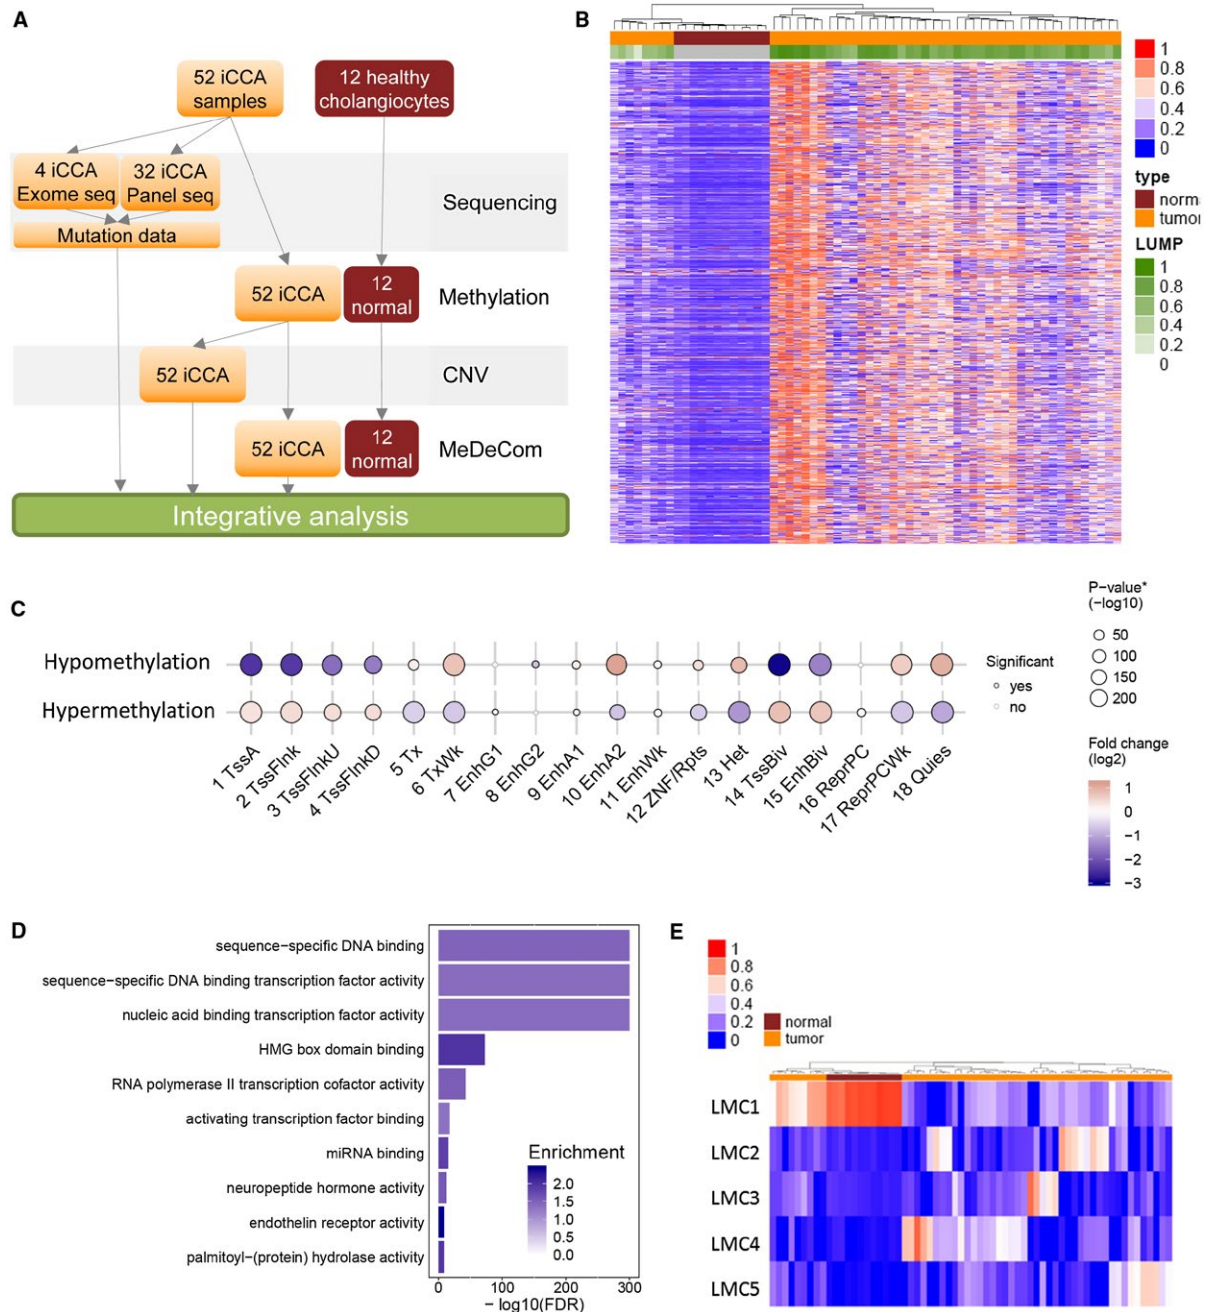 A
52 iCCA
samples
12 healthy
cholangiocytes
4 iCCA
Exome seq
32 iCCA
Panel seq
Sequencing
Mutation data
52 iCCA
12
normal
Methylation
52 iCCA
CNV
52 iCCA
12
normal
MeDeCom
Integrative analysis
B
1
0.8
0.6
0.4
0.2
0
type
norm
tumor
LUMP
1
0.8
0.6
0.4
0.2
0
C
Hypomethylation
Hypermethylation
1 TssA
2 TssFlnk
3 TssFlnkU
4 TssFlnkD
5 Tx
6 TxWk
7 EnhG1
8 EnhG2
9 EnhA1
10 EnhA2
11 EnhWk
12 ZNF/Rpts
13 Het
14 TssBiv
15 EnhBiv
16 ReprPC
17 ReprPCWk
18 Quies
Significant
yes
no
P-value*
(−log10)
50
100
150
200
Fold change
(log2)
1
0
−1
−2
−3
D
sequence−specific DNA binding
sequence−specific DNA binding transcription factor activity
nucleic acid binding transcription factor activity
HMG box domain binding
RNA polymerase II transcription cofactor activity
activating transcription factor binding
miRNA binding
neuropeptide hormone activity
endothelin receptor activity
palmitoyl−(protein) hydrolase activity
Enrichment
2.0
1.5
1.0
0.5
0.0
0 100 200 300
− log10(FDR)
E
1
0.8
0.6
0.4
0.2
0
normal
tumor
LMC1
LMC2
LMC3
LMC4
LMC5